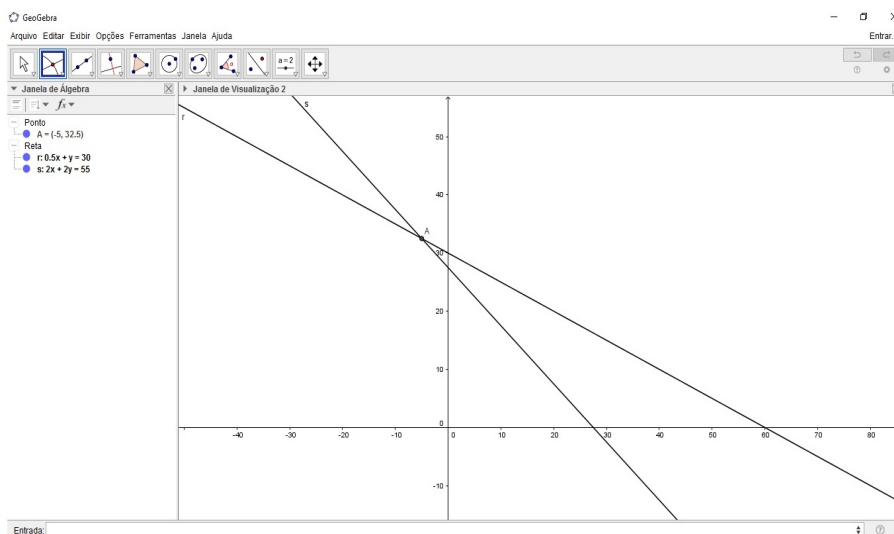 GeoGebra
Arquivo Editar Exibir Opções Ferramentas Janela Ajuda
Entrar...
a = 2
Janela de Álgebra
Janela de Visualização 2
fx
Ponto
A = (-5, 32.5)
Reta
r: 0.5x + y = 30
s: 2x + 2y = 55
r
s
A
50
40
30
20
10
0
-10
-40 -30 -20 -10 0 10 20 30 40 50 60 70 80
Entrada: